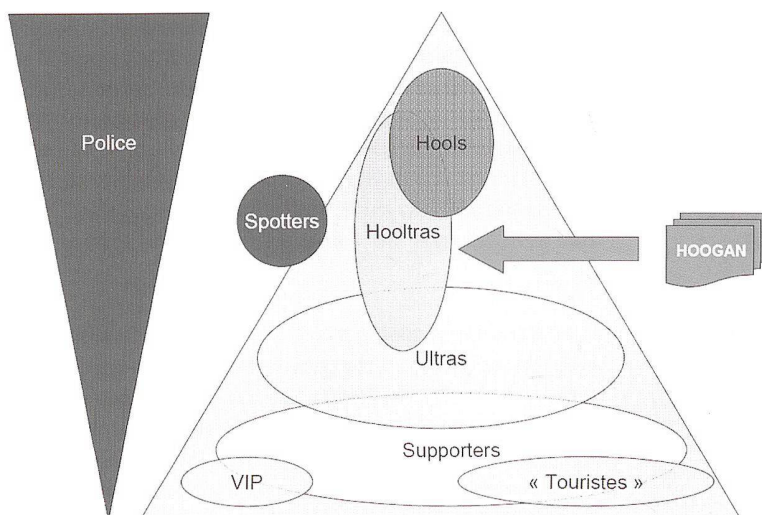 Police
Hools
Spotters
Hooltras
HOOGAN
Ultras
Supporters
VIP
« Touristes »